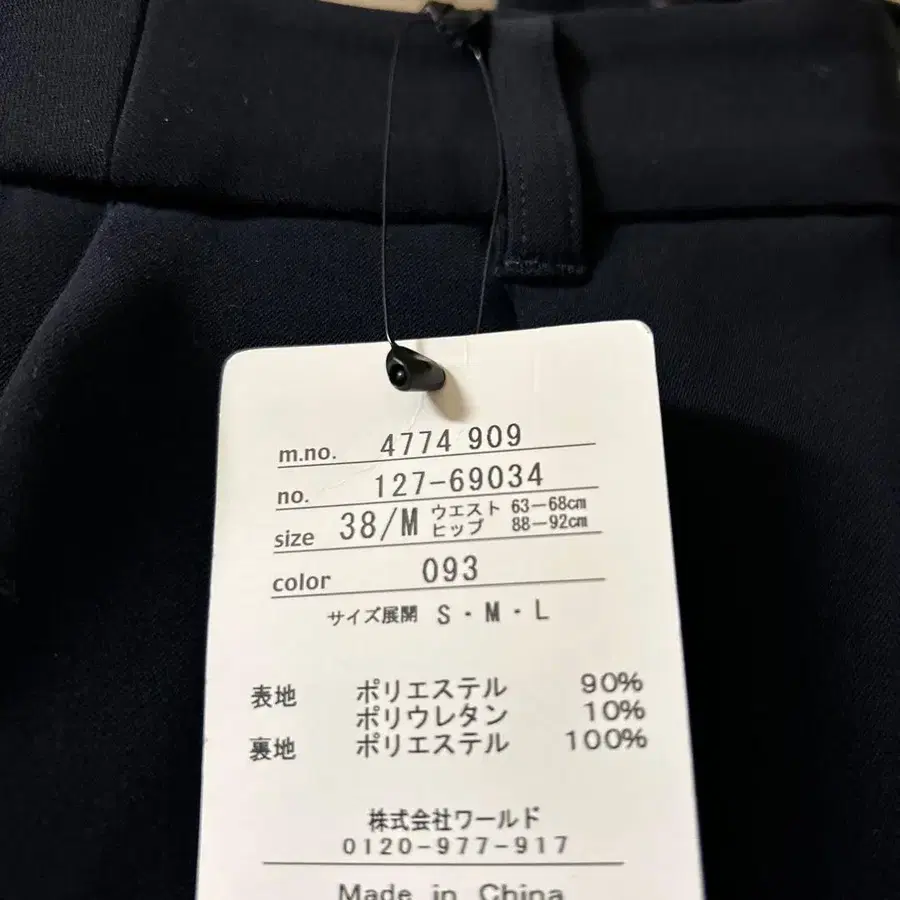 m.no. 4774 909
no. 127-69034
size 38/M ウエスト 63-68㎝
ヒップ 88-92㎝
color 093
サイズ展開 S・M・L
表地 ポリエステル 90%
ポリウレタン 10%
裏地 ポリエステル 100%
株式会社ワールド
0120-977-917
Made in China